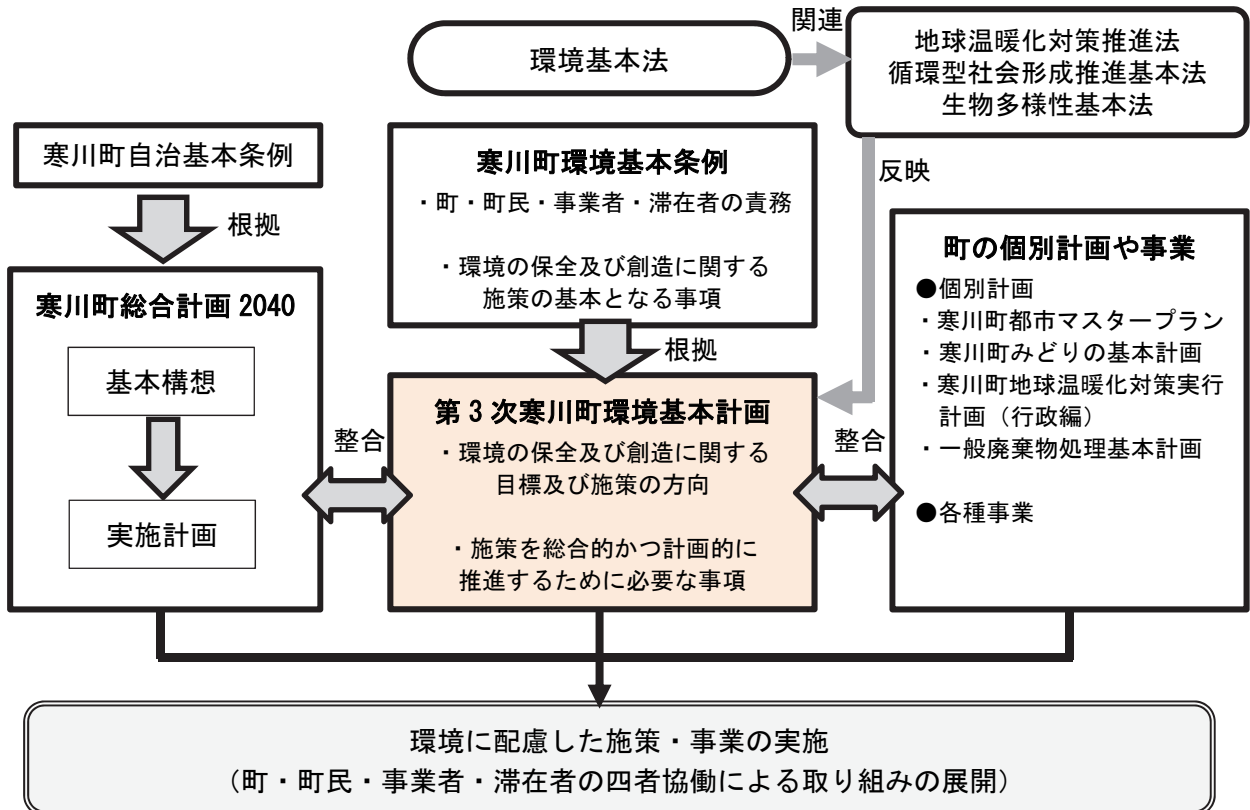 関連
環境基本法
地球温暖化対策推進法
循環型社会形成推進基本法
生物多様性基本法
寒川町自治基本条例
根拠
寒川町環境基本条例
・町・町民・事業者・滞在者の責務
・環境の保全及び創造に関する
施策の基本となる事項
根拠
反映
寒川町総合計画 2040
基本構想
実施計画
整合
第 3 次寒川町環境基本計画
・環境の保全及び創造に関する
目標及び施策の方向
・施策を総合的かつ計画的に
推進するために必要な事項
整合
町の個別計画や事業
●個別計画
・寒川町都市マスタープラン
・寒川町みどりの基本計画
・寒川町地球温暖化対策実行
計画（行政編）
・一般廃棄物処理基本計画
●各種事業
環境に配慮した施策・事業の実施
（町・町民・事業者・滞在者の四者協働による取り組みの展開）